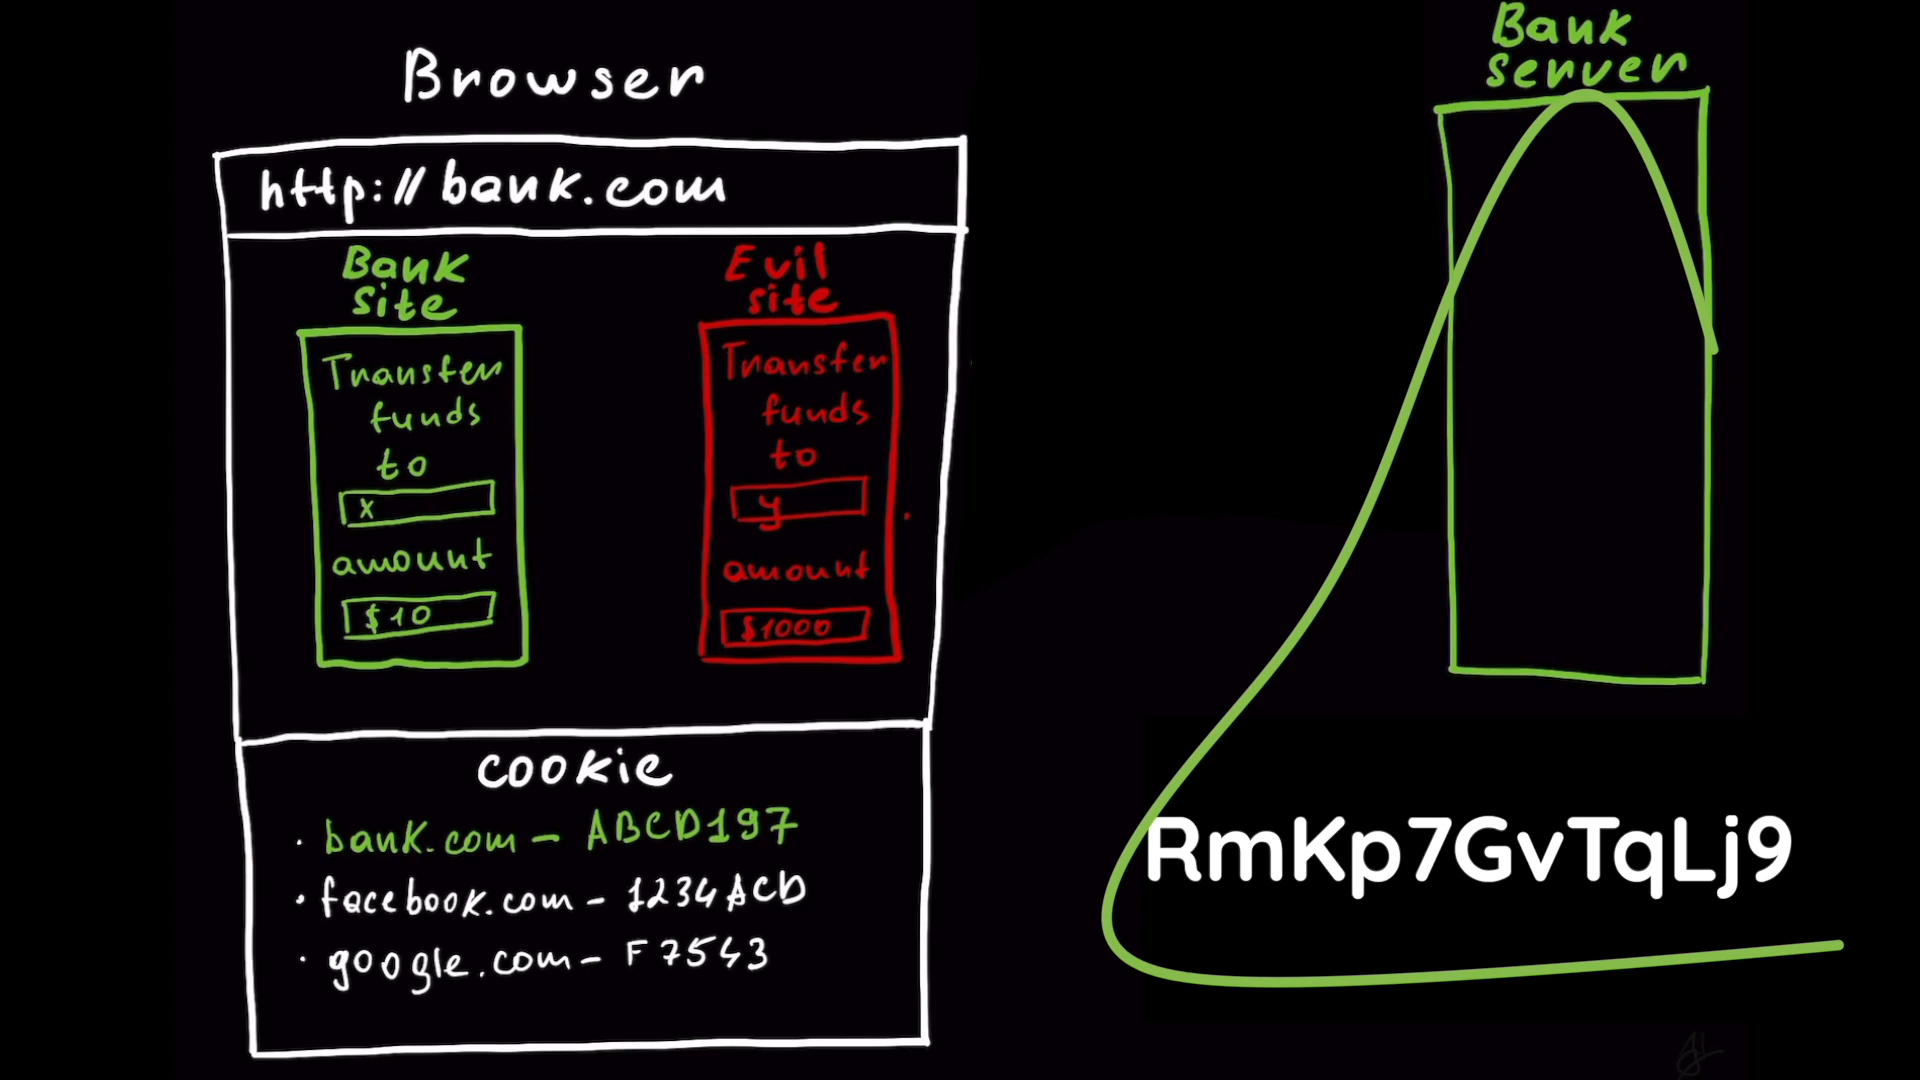 Browser
http://bank.com
Bank
site
Transfer
funds
to
x
amount
$10
Evil
site
Transfer
funds
to
y
amount
$1000
cookie
· bank.com – ABCD197
· facebook.com – 1234ACD
· google.com – F7543
Bank
server
RmKp7GvTqLj9